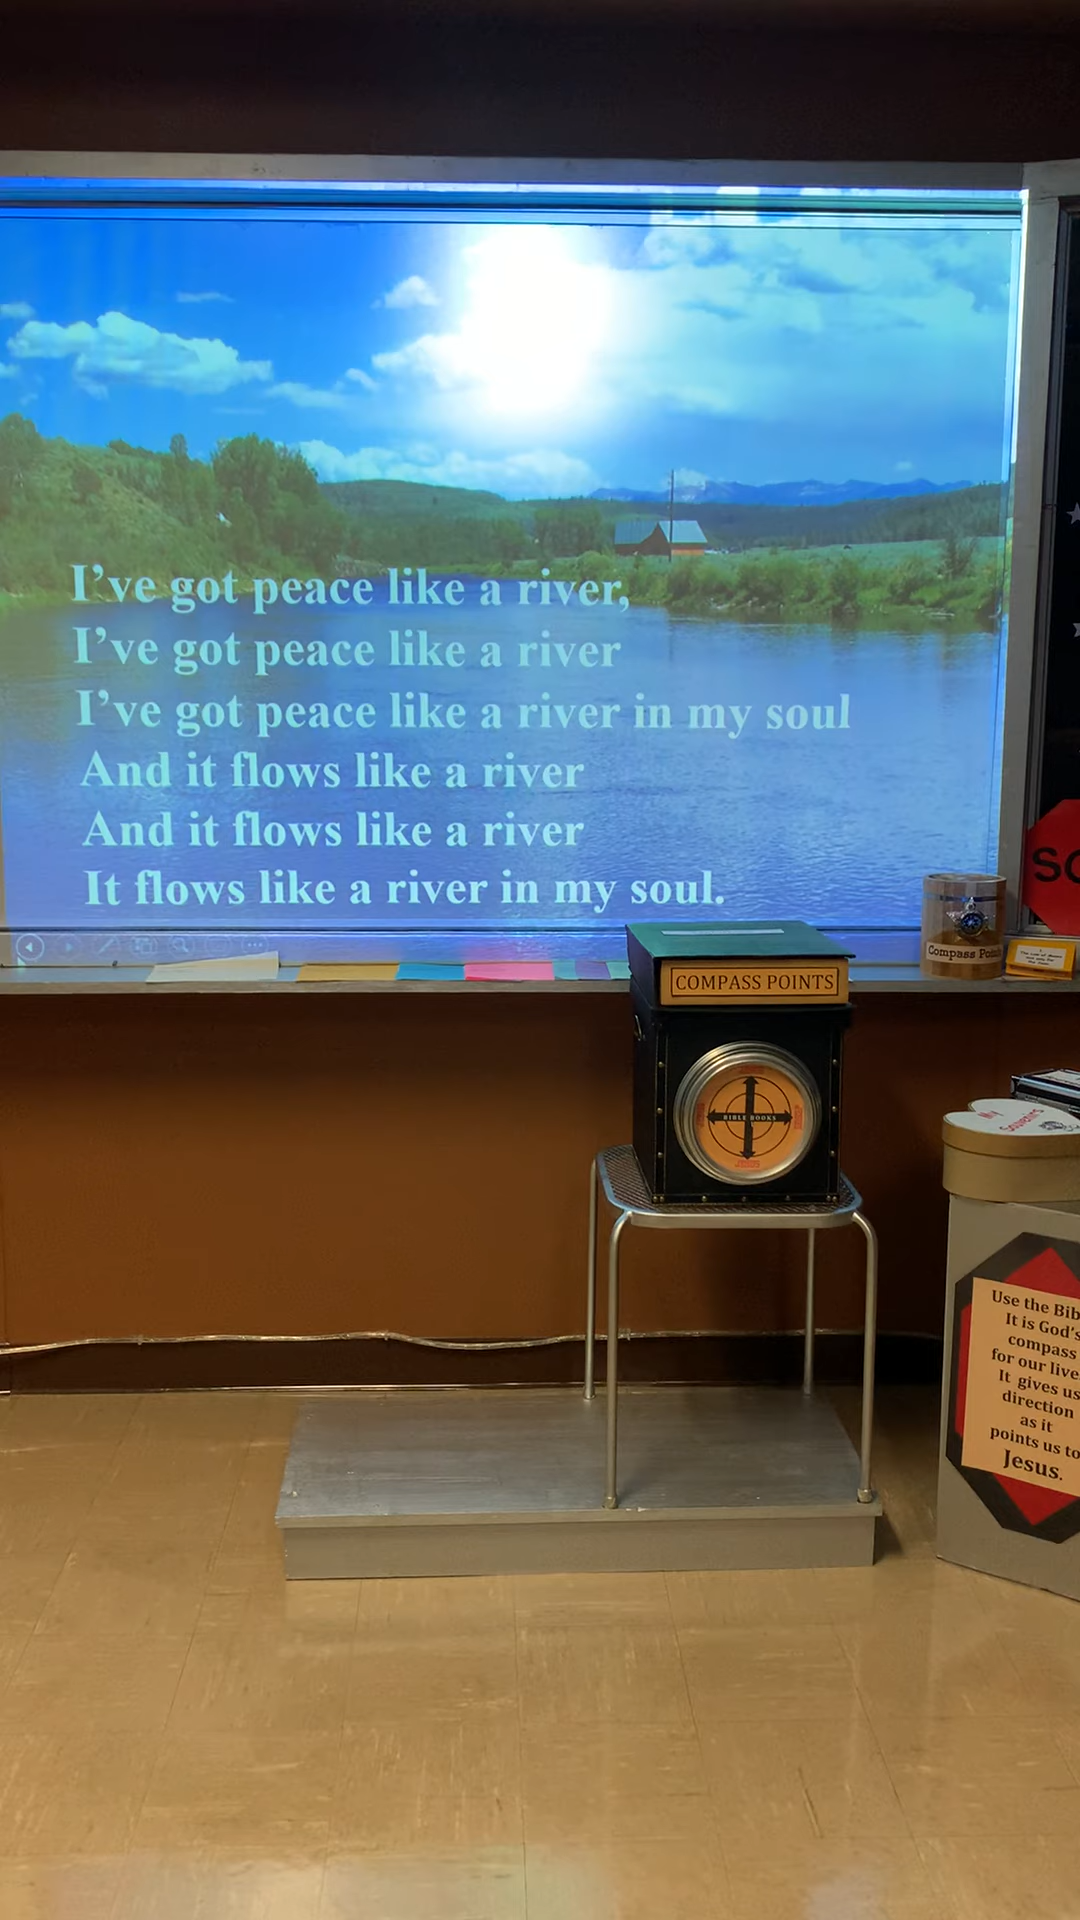 I've got peace like a river,
I've got peace like a river
I've got peace like a river in my soul
And it flows like a river
And it flows like a river
It flows like a river in my soul.
SO
Compass Points
COMPASS POINTS
BIBLE BOOKS
My
Souvenirs
Use the Bib
It is God's
compass
for our live
It gives us
direction
as it
points us to
Jesus.